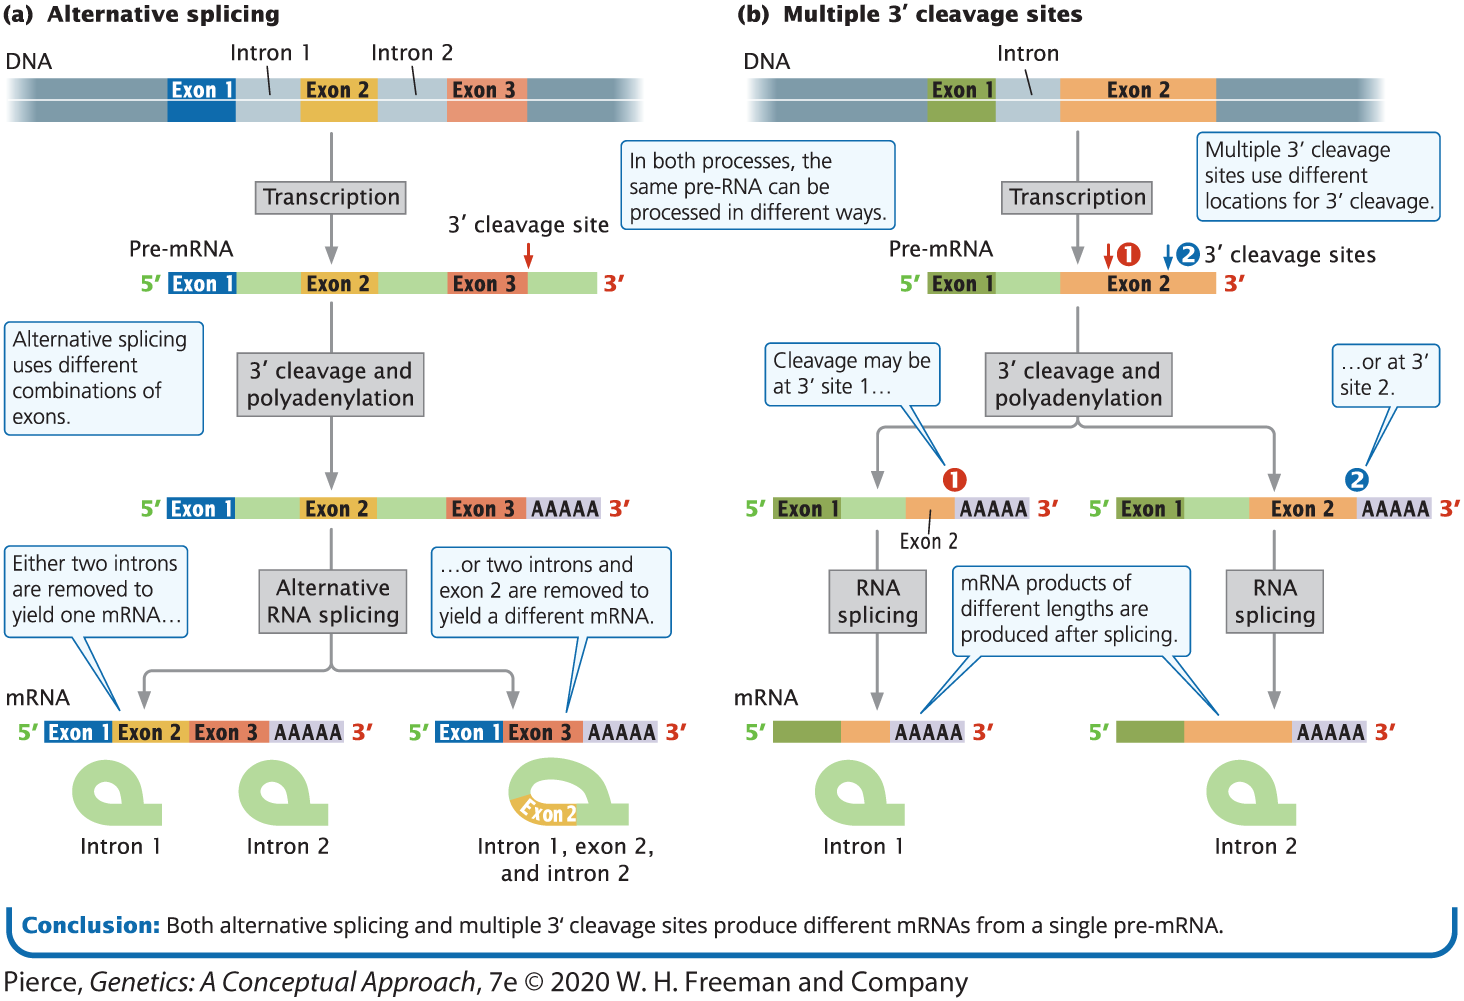 (a) Alternative splicing
DNA
Intron 1
Intron 2
Exon 1
Exon 2
Exon 3
Transcription
3′ cleavage site
Pre-mRNA
5′ Exon 1 Exon 2 Exon 3 3′
Alternative splicing
uses different
combinations of
exons.
3′ cleavage and
polyadenylation
5′ Exon 1 Exon 2 Exon 3 AAAAA 3′
Either two introns
are removed to
yield one mRNA…
Alternative
RNA splicing
…or two introns and
exon 2 are removed to
yield a different mRNA.
mRNA
5′ Exon 1 Exon 2 Exon 3 AAAAA 3′
5′ Exon 1 Exon 3 AAAAA 3′
Exon 2
Intron 1
Intron 2
Intron 1, exon 2,
and intron 2
In both processes, the
same pre-RNA can be
processed in different ways.
(b) Multiple 3′ cleavage sites
DNA
Intron
Exon 1
Exon 2
Multiple 3′ cleavage
sites use different
locations for 3′ cleavage.
Transcription
Pre-mRNA
1 2 3′ cleavage sites
5′ Exon 1 Exon 2 3′
Cleavage may be
at 3′ site 1…
3′ cleavage and
polyadenylation
…or at 3′
site 2.
1
2
5′ Exon 1 AAAAA 3′
Exon 2
5′ Exon 1 Exon 2 AAAAA 3′
RNA
splicing
mRNA products of
different lengths are
produced after splicing.
RNA
splicing
mRNA
5′ AAAAA 3′
5′ AAAAA 3′
Intron 1
Intron 2
Conclusion: Both alternative splicing and multiple 3‘ cleavage sites produce different mRNAs from a single pre-mRNA.
Pierce, Genetics: A Conceptual Approach, 7e © 2020 W. H. Freeman and Company